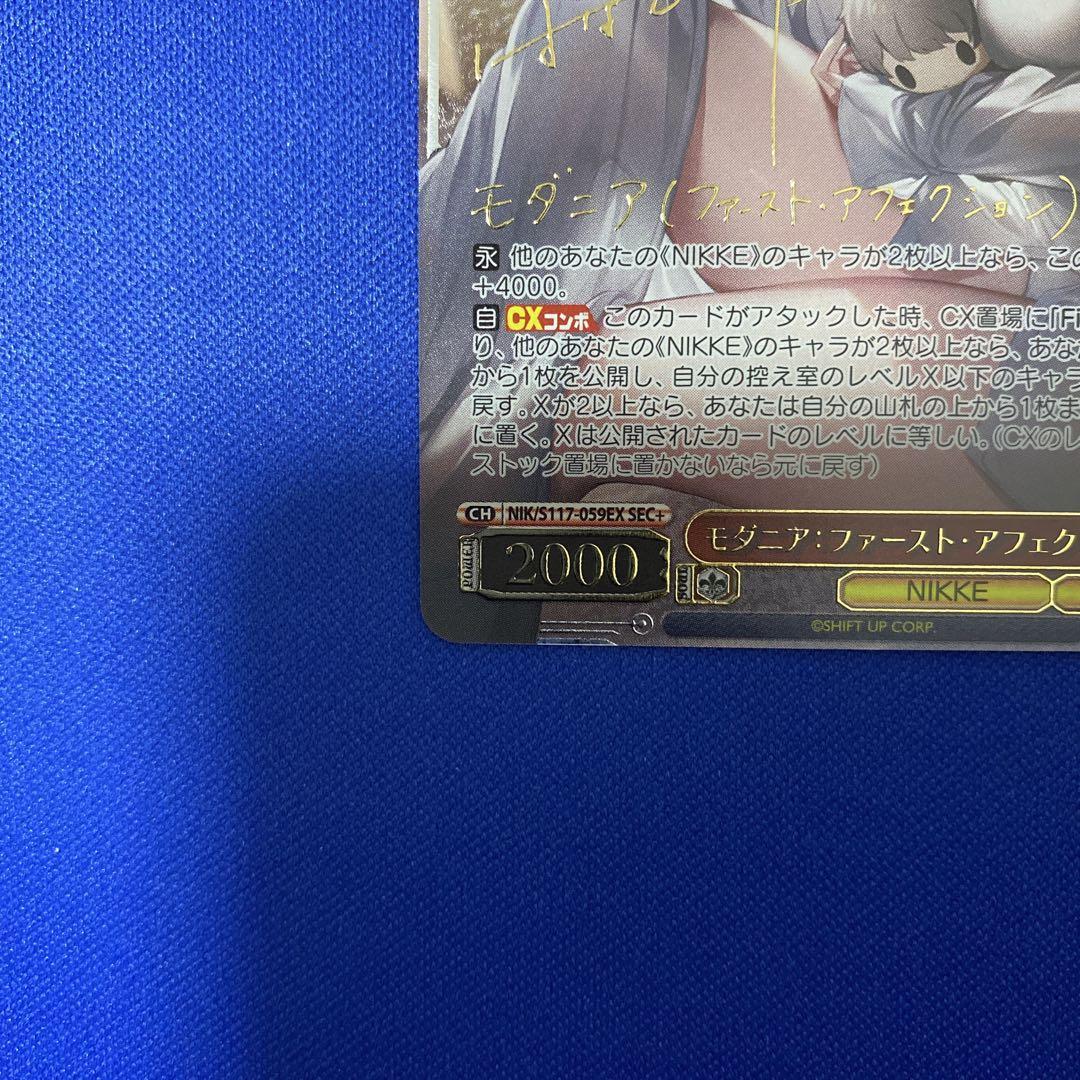 モダニア(ファースト・アフェクション)
永 他のあなたの《NIKKE》のキャラが2枚以上なら、この
+4000。
自 CXコンボ このカードがアタックした時、CX置場に「Fi
り、他のあなたの《NIKKE》のキャラが2枚以上なら、あな
から1枚を公開し、自分の控え室のレベルX以下のキャラ
戻す。Xが2以上なら、あなたは自分の山札の上から1枚ま
に置く。Xは公開されたカードのレベルに等しい。(CXのレ
ストック置場に置かないなら元に戻す)
CH NIK/S117-059EX SEC+
モダニア:ファースト・アフェク
POWER 2000 SOUL
NIKKE
©SHIFT UP CORP.